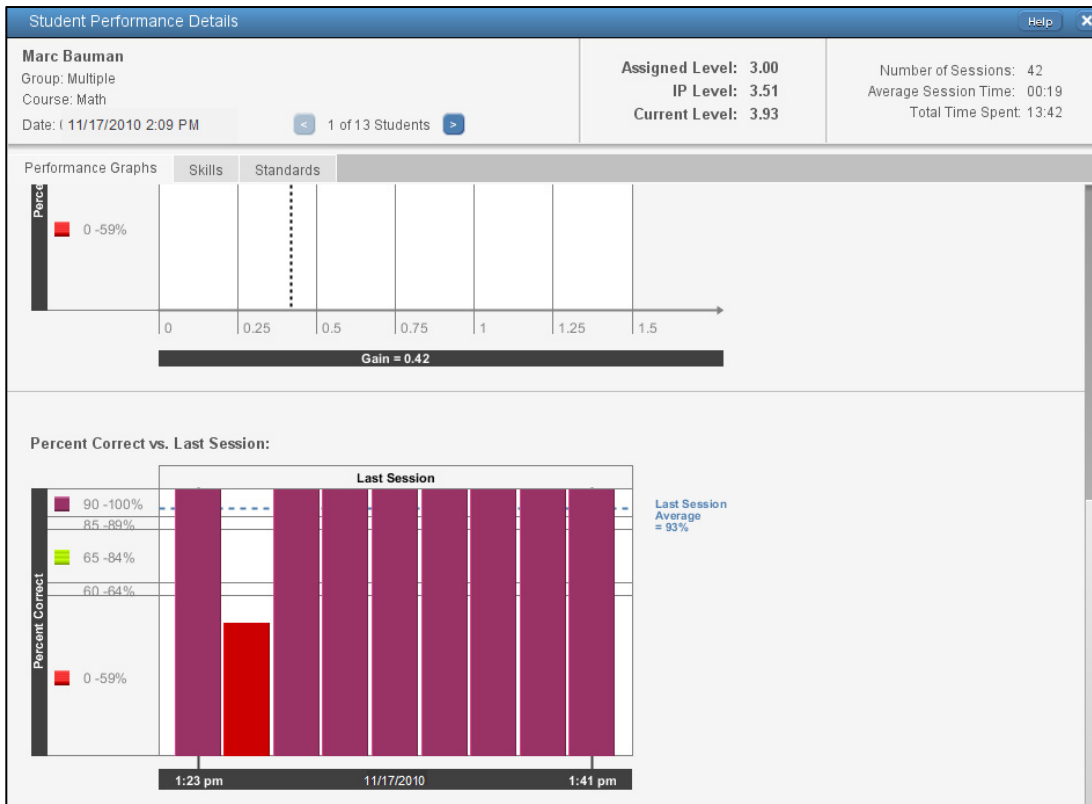 Student Performance Details
Help
Marc Bauman
Group: Multiple
Course: Math
Date: ( 11/17/2010 2:09 PM
< 1 of 13 Students >
Assigned Level: 3.00
IP Level: 3.51
Current Level: 3.93
Number of Sessions: 42
Average Session Time: 00:19
Total Time Spent: 13:42
Performance Graphs Skills Standards
Perce
0 -59%
0 0.25 0.5 0.75 1 1.25 1.5
Gain = 0.42
Percent Correct vs. Last Session:
Last Session
Percent Correct
90 -100%
85 -89%
65 -84%
60 -64%
0 -59%
Last Session
Average
= 93%
1:23 pm 11/17/2010 1:41 pm